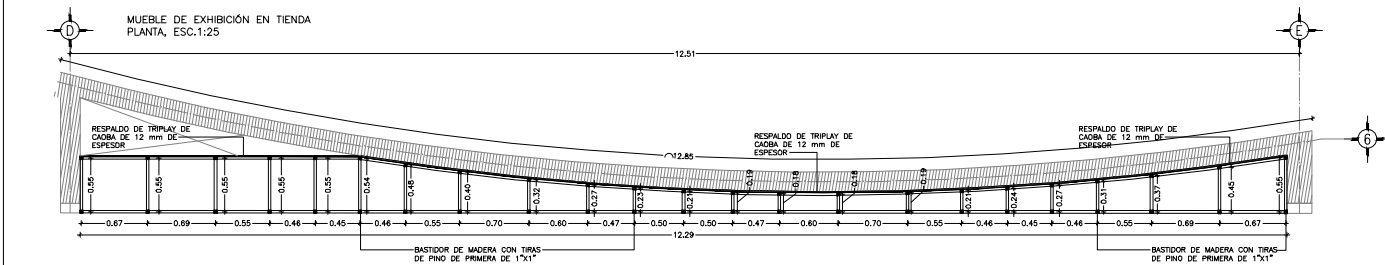 MUEBLE DE EXHIBICIÓN EN TIENDA
PLANTA, ESC.1:25
D
E
12.51
6
RESPALDO DE TRIPLAY DE
CAOBA DE 12 mm DE
ESPESOR
12.85
RESPALDO DE TRIPLAY DE
CAOBA DE 12 mm DE
ESPESOR
RESPALDO DE TRIPLAY DE
CAOBA DE 12 mm DE
ESPESOR
0.55 0.55 0.55 0.55 0.55 0.54 0.48 0.40 0.32 0.27 0.23 0.21 0.19 0.18 0.18 0.19 0.21 0.24 0.27 0.31 0.37 0.45 0.55
0.67 0.69 0.55 0.46 0.45 0.46 0.55 0.70 0.60 0.47 0.50 0.50 0.47 0.60 0.70 0.55 0.46 0.46 0.55 0.69 0.67
12.29
BASTIDOR DE MADERA CON TIRAS
DE PINO DE PRIMERA DE 1"X1"
BASTIDOR DE MADERA CON TIRAS
DE PINO DE PRIMERA DE 1"X1"